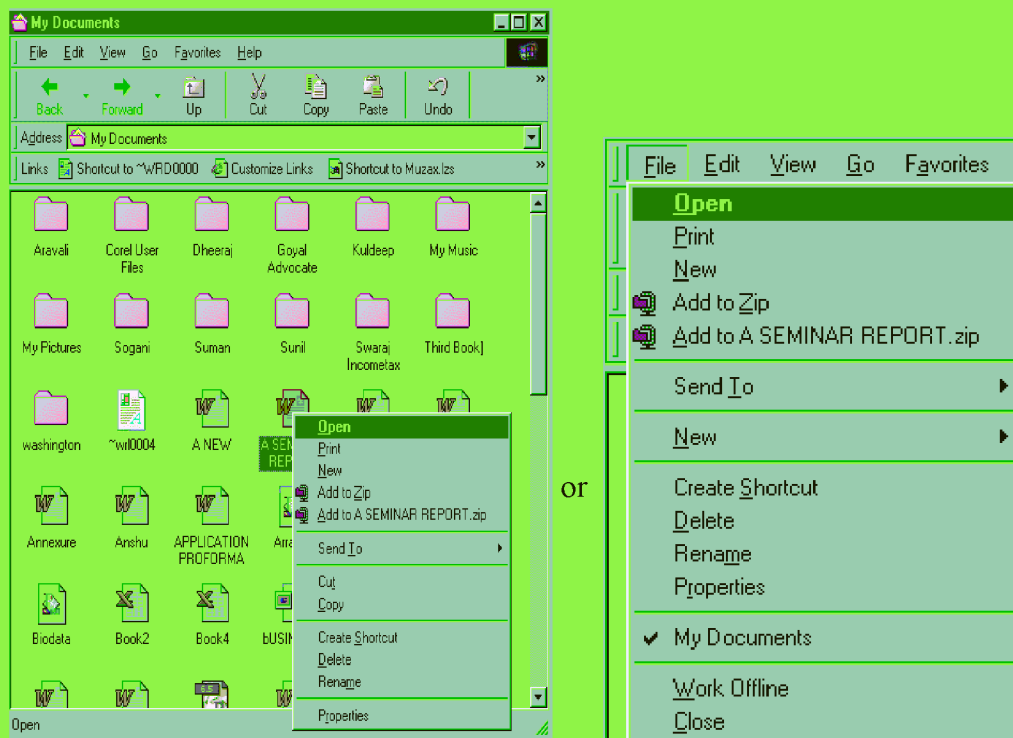 My Documents
File Edit View Go Favorites Help
Back Forward Up Cut Copy Paste Undo »
Address My Documents
Links Shortcut to ~WRD0000 Customize Links Shortcut to Muzax.lzs »
Aravali Corel User Files Dheeraj Goyal Advocate Kuldeep My Music
My Pictures Sogani Suman Sunil Swaraj Incometax Third Book]
washington ~wrl0004 A NEW
Annexure Anshu APPLICATION PROFORMA
Biodata Book2 Book4
Open
Print
New
Add to Zip
Add to A SEMINAR REPORT.zip
Send To
Cut
Copy
Create Shortcut
Delete
Rename
Properties
Open
or
File Edit View Go Favorites
Open
Print
New
Add to Zip
Add to A SEMINAR REPORT.zip
Send To
New
Create Shortcut
Delete
Rename
Properties
My Documents
Work Offline
Close